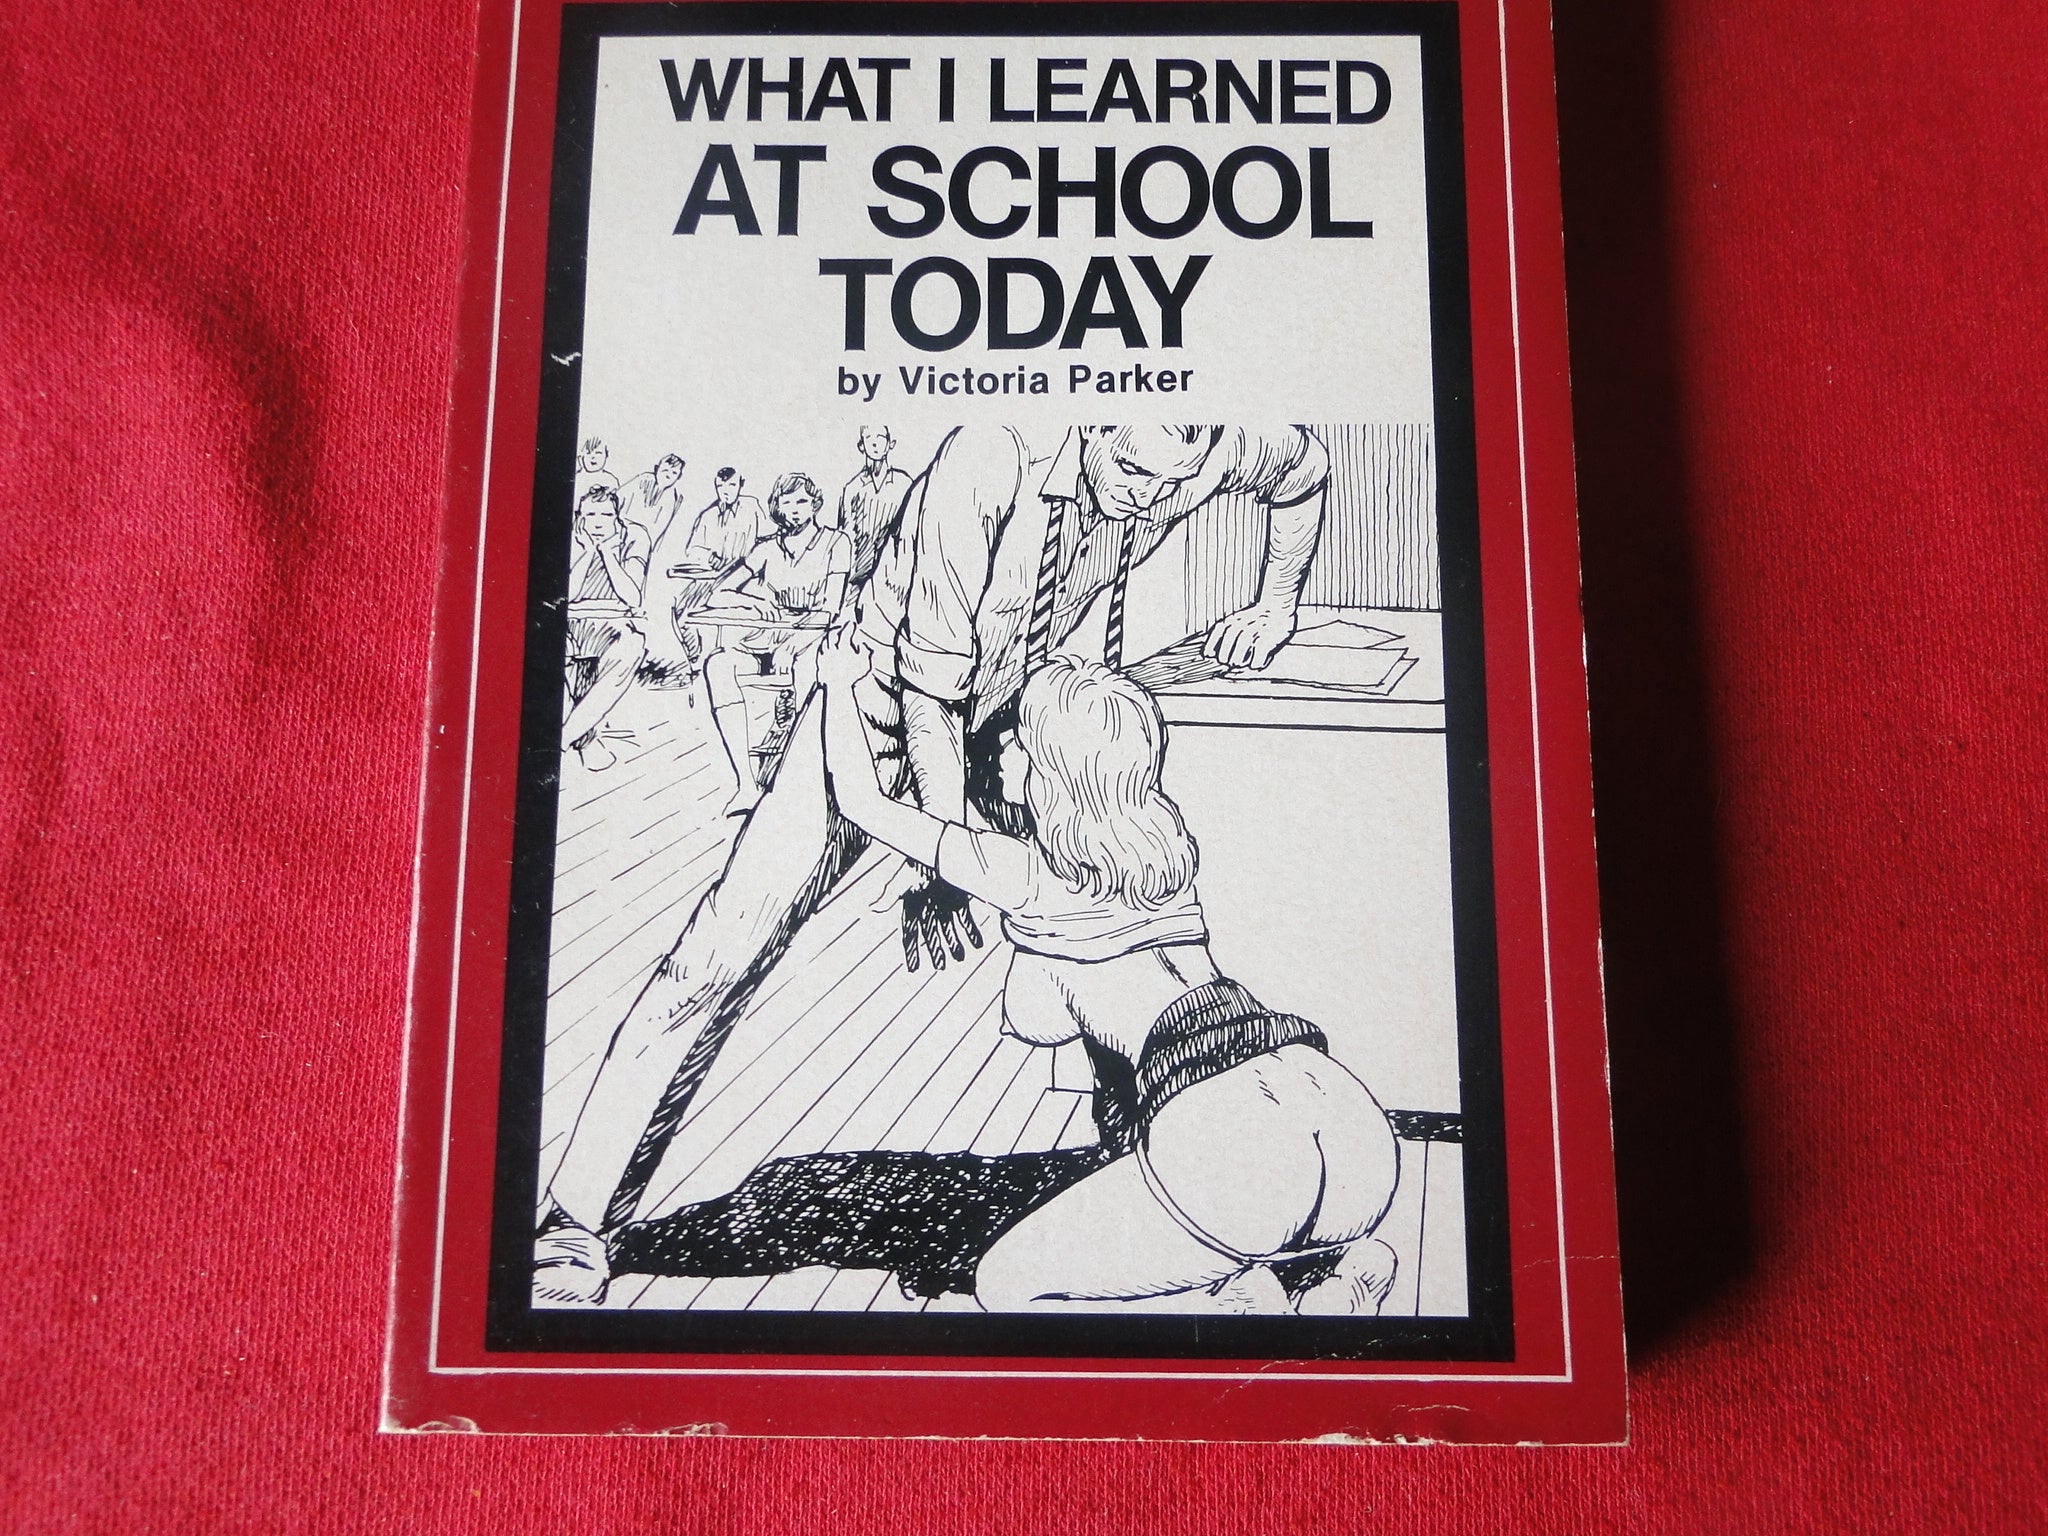 WHAT I LEARNED
AT SCHOOL
TODAY
by Victoria Parker